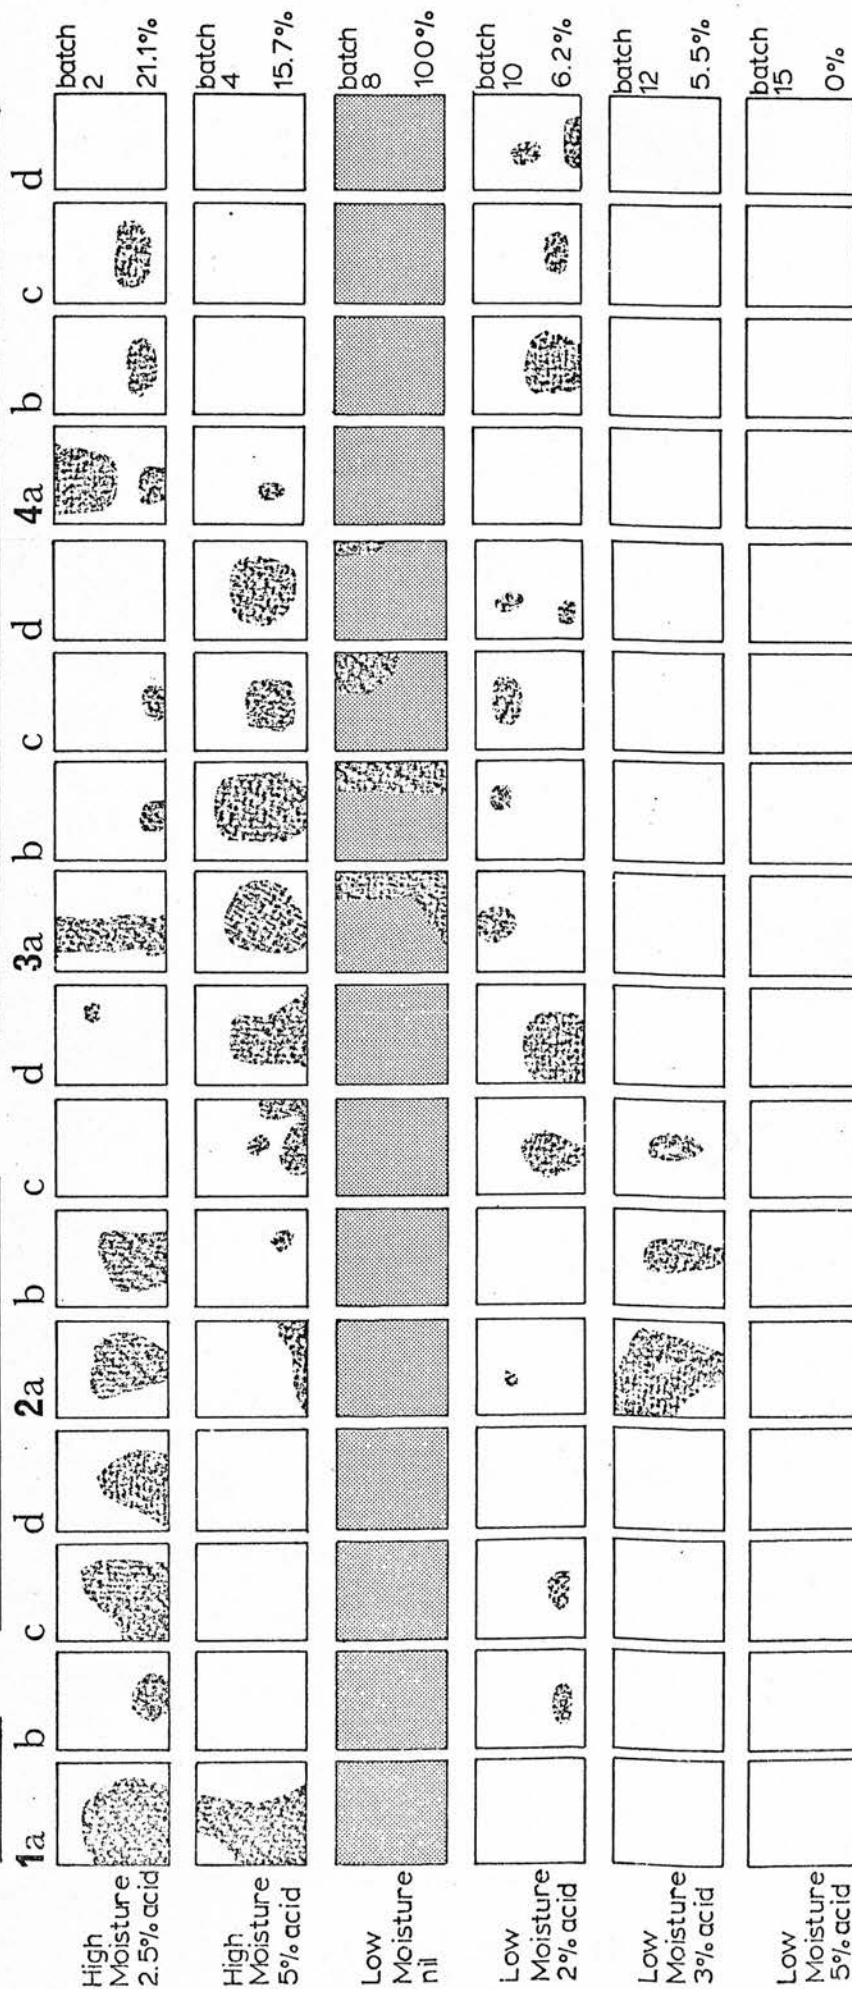 1a b c d 2a b c d 3a b c d 4a b c d
High
Moisture
2.5% acid
batch
2
21.1%
High
Moisture
5% acid
batch
4
15.7%
Low
Moisture
nil
batch
8
100%
Low
Moisture
2% acid
batch
10
6.2%
Low
Moisture
3% acid
batch
12
5.5%
Low
Moisture
5% acid
batch
15
0%